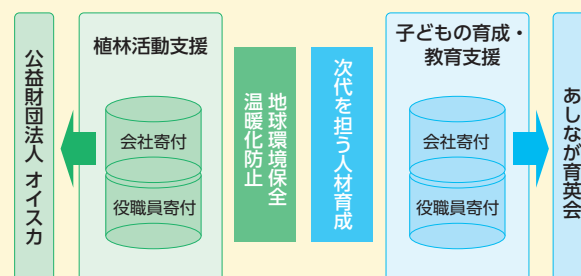 公益財団法人 オイスカ
植林活動支援
会社寄付
役職員寄付
地球環境保全
温暖化防止
次代を担う人材育成
子どもの育成・
教育支援
会社寄付
役職員寄付
あしなが育英会